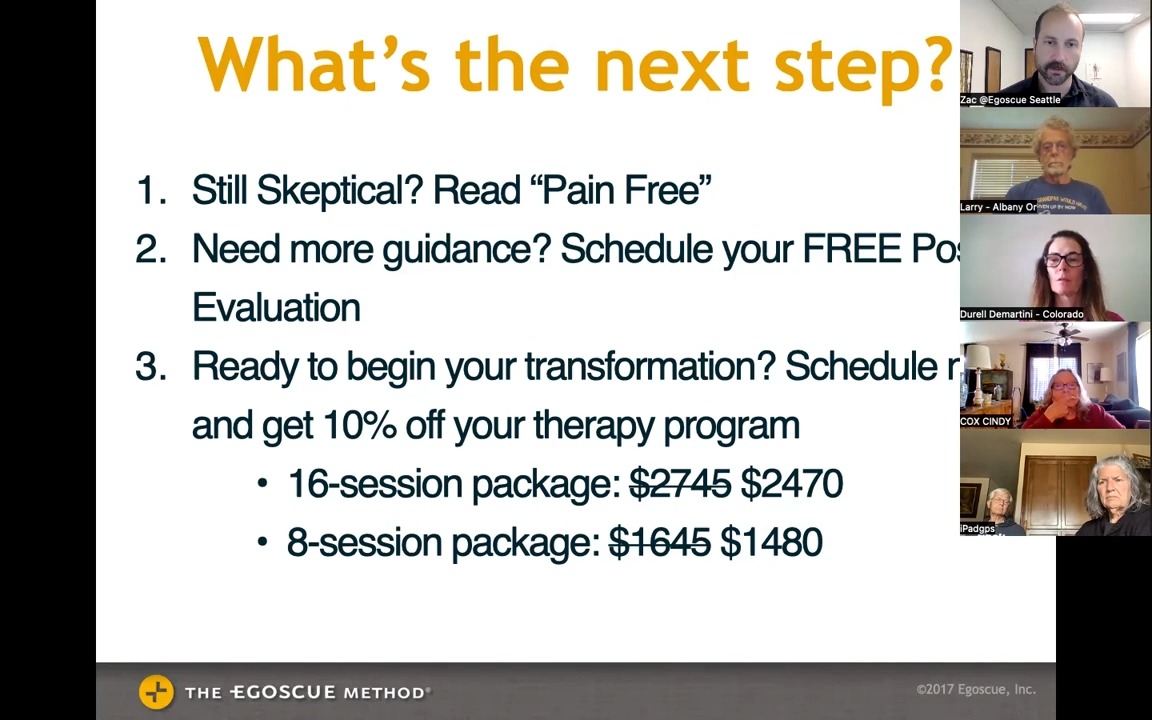 What's the next step?
1. Still Skeptical? Read “Pain Free”
2. Need more guidance? Schedule your FREE
Evaluation
3. Ready to begin your transformation? Schedule
and get 10% off your therapy program
• 16-session package: $2745 $2470
• 8-session package: $1645 $1480
THE EGOSCUE METHOD®
©2017 Egoscue, Inc.
Zac @Egoscue Seattle
GRANDPAS
Larry - Albany Or
Durell Demartini - Colorado
COX CINDY
iPadgps